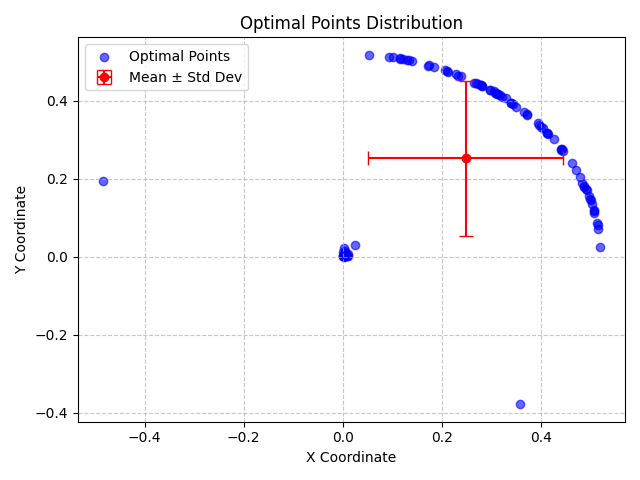 Optimal Points Distribution
Optimal Points
Mean ± Std Dev
Y Coordinate
0.4
0.2
0.0
−0.2
−0.4
−0.4
−0.2
0.0
0.2
0.4
X Coordinate